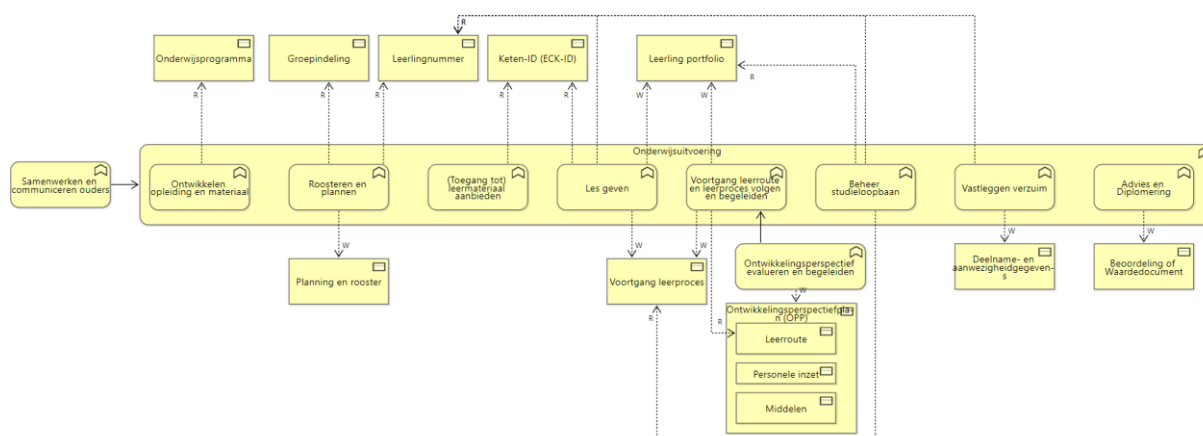 R
Onderwijsprogramma
Groepindeling
Leerlingnummer
Keten-ID (ECK-ID)
Leerling portfolio
R
R
R
R
R
R
W
W
Onderwijsuitvoering
Samenwerken en
communiceren ouders
Ontwikkelen
opleiding en materiaal
Roosteren en
plannen
(Toegang tot)
leermateriaal
aanbieden
Les geven
Voortgang leerroute
en leerproces volgen
en begeleiden
Beheer
studieloopbaan
Vastleggen verzuim
Advies en
Diplomering
W
W
W
W
W
Planning en rooster
Voortgang leerproces
Ontwikkelingsperspectief
evalueren en begeleiden
Deelname- en
aanwezigheidgegeven-
s
Beoordeling of
Waardedocument
W
Ontwikkelingsperspectiefpla-
n (OPP)
R
R
Leerroute
Personele inzet
Middelen